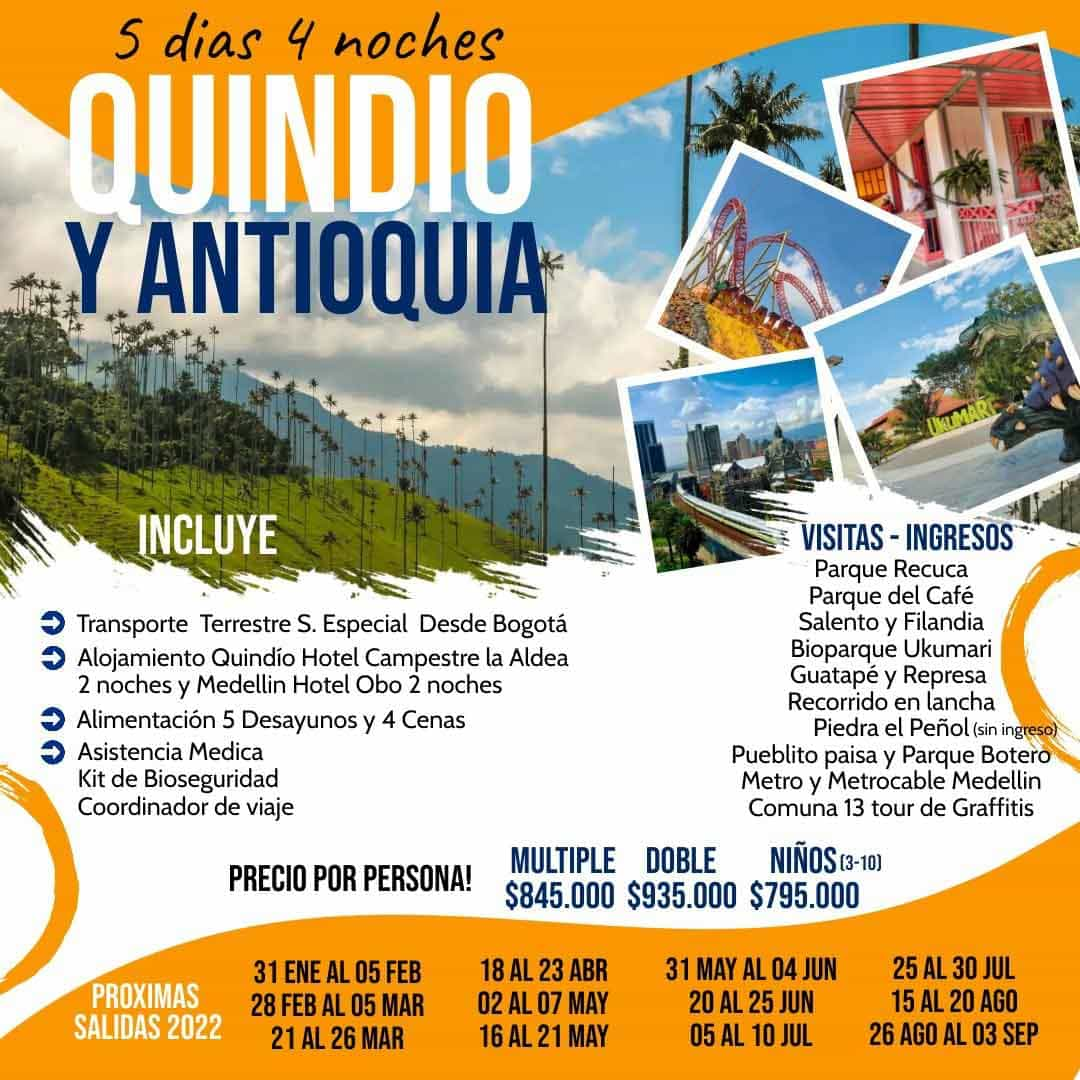 5 dias 4 noches
QUINDIO
Y ANTIOQUIA
UKUMARI
INCLUYE
Transporte Terrestre S. Especial Desde Bogotá
Alojamiento Quindío Hotel Campestre la Aldea
2 noches y Medellin Hotel Obo 2 noches
Alimentación 5 Desayunos y 4 Cenas
Asistencia Medica
Kit de Bioseguridad
Coordinador de viaje
VISITAS - INGRESOS
Parque Recuca
Parque del Café
Salento y Filandia
Bioparque Ukumari
Guatapé y Represa
Recorrido en lancha
Piedra el Peñol (sin ingreso)
Pueblito paisa y Parque Botero
Metro y Metrocable Medellin
Comuna 13 tour de Graffitis
PRECIO POR PERSONA!
MULTIPLE DOBLE NIÑOS (3-10)
$845.000 $935.000 $795.000
PROXIMAS
SALIDAS 2022
31 ENE AL 05 FEB
28 FEB AL 05 MAR
21 AL 26 MAR
18 AL 23 ABR
02 AL 07 MAY
16 AL 21 MAY
31 MAY AL 04 JUN
20 AL 25 JUN
05 AL 10 JUL
25 AL 30 JUL
15 AL 20 AGO
26 AGO AL 03 SEP